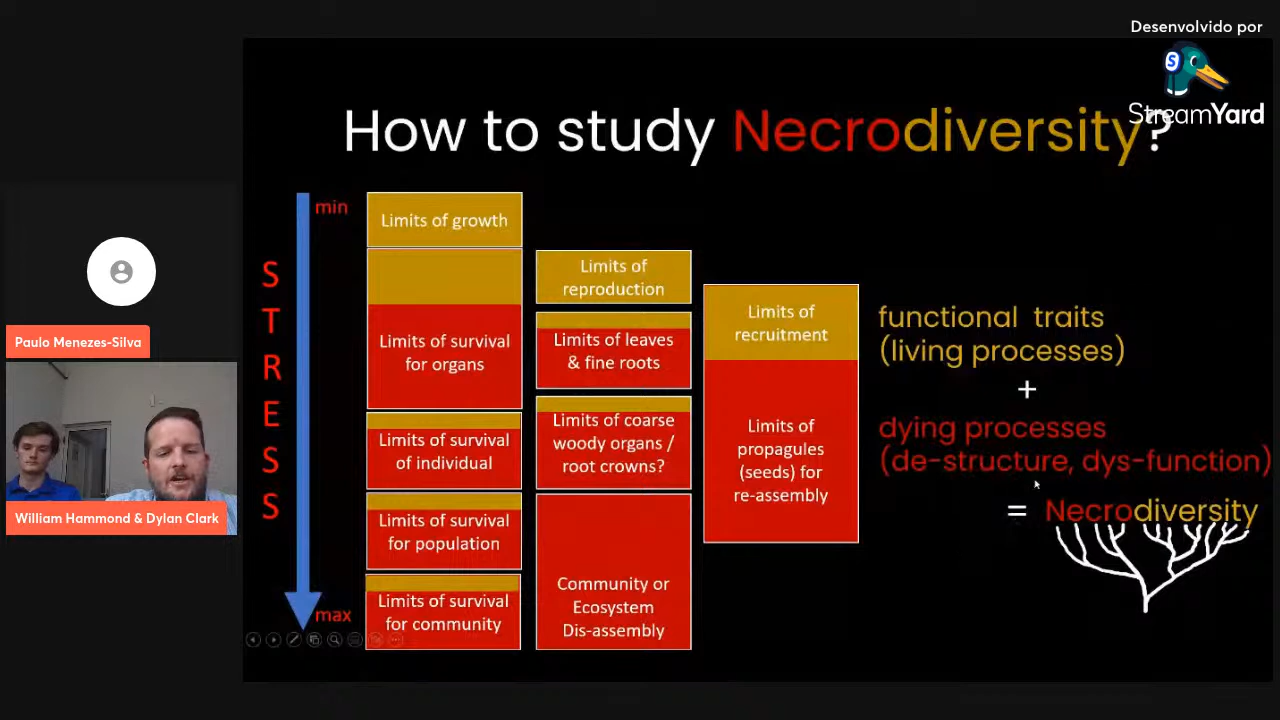 Desenvolvido por
S
StreamYard
How to study Necrodiversity?
min
S
T
R
E
S
S
max
Limits of growth
Limits of survival
for organs
Limits of survival
of individual
Limits of survival
for population
Limits of survival
for community
Limits of
reproduction
Limits of leaves
& fine roots
Limits of coarse
woody organs /
root crowns?
Community or
Ecosystem
Dis-assembly
Limits of
recruitment
Limits of
propagules
(seeds) for
re-assembly
functional traits
(living processes)
+
dying processes
(de-structure, dys-function)
= Necrodiversity
Paulo Menezes-Silva
William Hammond & Dylan Clark